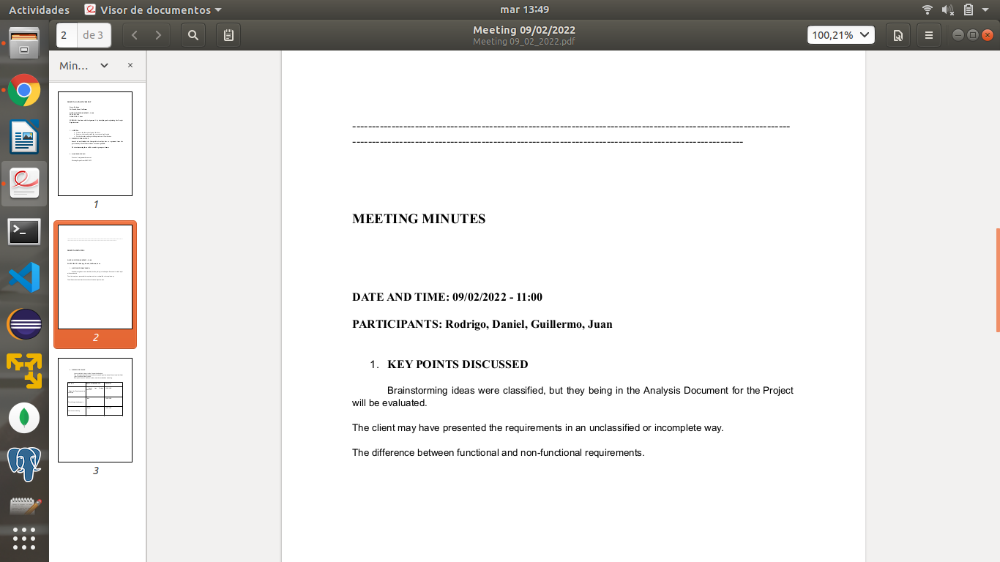 Actividades
Visor de documentos
mar 13:49
2
de 3
Meeting 09/02/2022
Meeting 09_02_2022.pdf
100,21%
Min...
1
2
3
--------------------------------------------------------------------------------------------------------------------
--------------------------------------------------------------------------------------------------------
MEETING MINUTES
DATE AND TIME: 09/02/2022 - 11:00
PARTICIPANTS: Rodrigo, Daniel, Guillermo, Juan
1. KEY POINTS DISCUSSED
Brainstorming ideas were classified, but they being in the Analysis Document for the Project
will be evaluated.
The client may have presented the requirements in an unclassified or incomplete way.
The difference between functional and non-functional requirements.